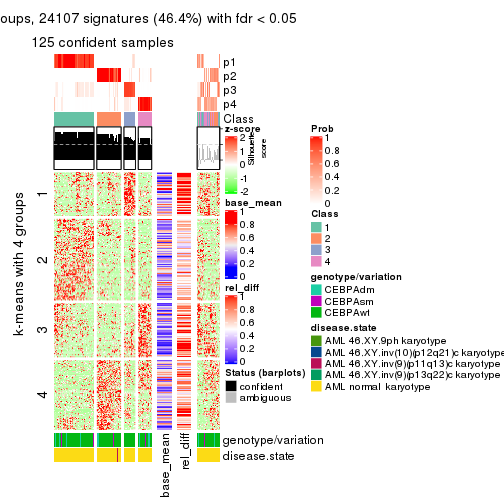 oups, 24107 signatures (46.4%) with fdr < 0.05
125 confident samples
p1
p2
p3
p4
Class
z-score
2
1
0
-1
-2
Silhouette
score
base_mean
1
0.8
0.6
0.4
0.2
0
rel_diff
1
0.8
0.6
0.4
0.2
0
Status (barplots)
confident
ambiguous
Prob
1
0.8
0.6
0.4
0.2
0
Class
1
2
3
4
genotype/variation
CEBPAdm
CEBPAsm
CEBPAwt
disease.state
AML 46.XY.9ph karyotype
AML 46.XY.inv(10)(p12q21)c karyotype
AML 46.XY.inv(9)(p11q13)c karyotype
AML 46.XY.inv(9)(p13q22)c karyotype
AML normal karyotype
k-means with 4 groups
1
2
3
4
genotype/variation
disease.state
base_mean
rel_diff